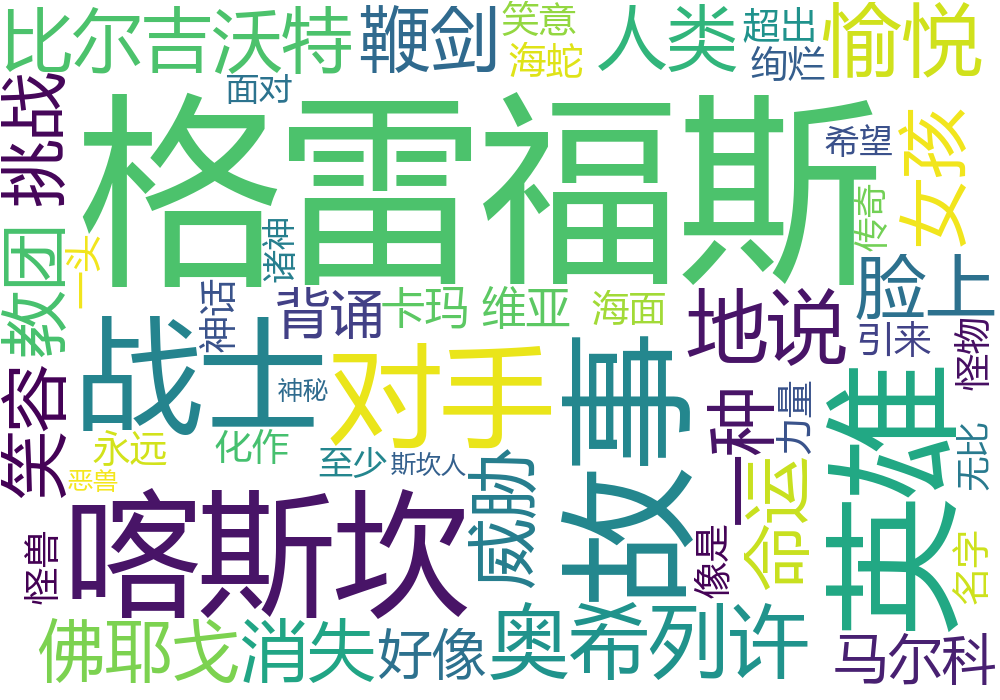 比尔吉沃特
鞭剑
笑意
海蛇
人类
超出
绚烂
愉悦
挑战
面对
格雷福斯
希望
女孩
传奇
教团
一头
诸神
神话
背诵
卡玛
维亚
海面
地说
脸上
引来
怪物
战士
神秘
对手
故事
一种
力量
英雄
无比
笑容
永远
化作
至少
斯坎人
恶兽
喀斯坎
威胁
命运
像是
名字
怪兽
佛耶戈
消失
好像
奥希列许
马尔科